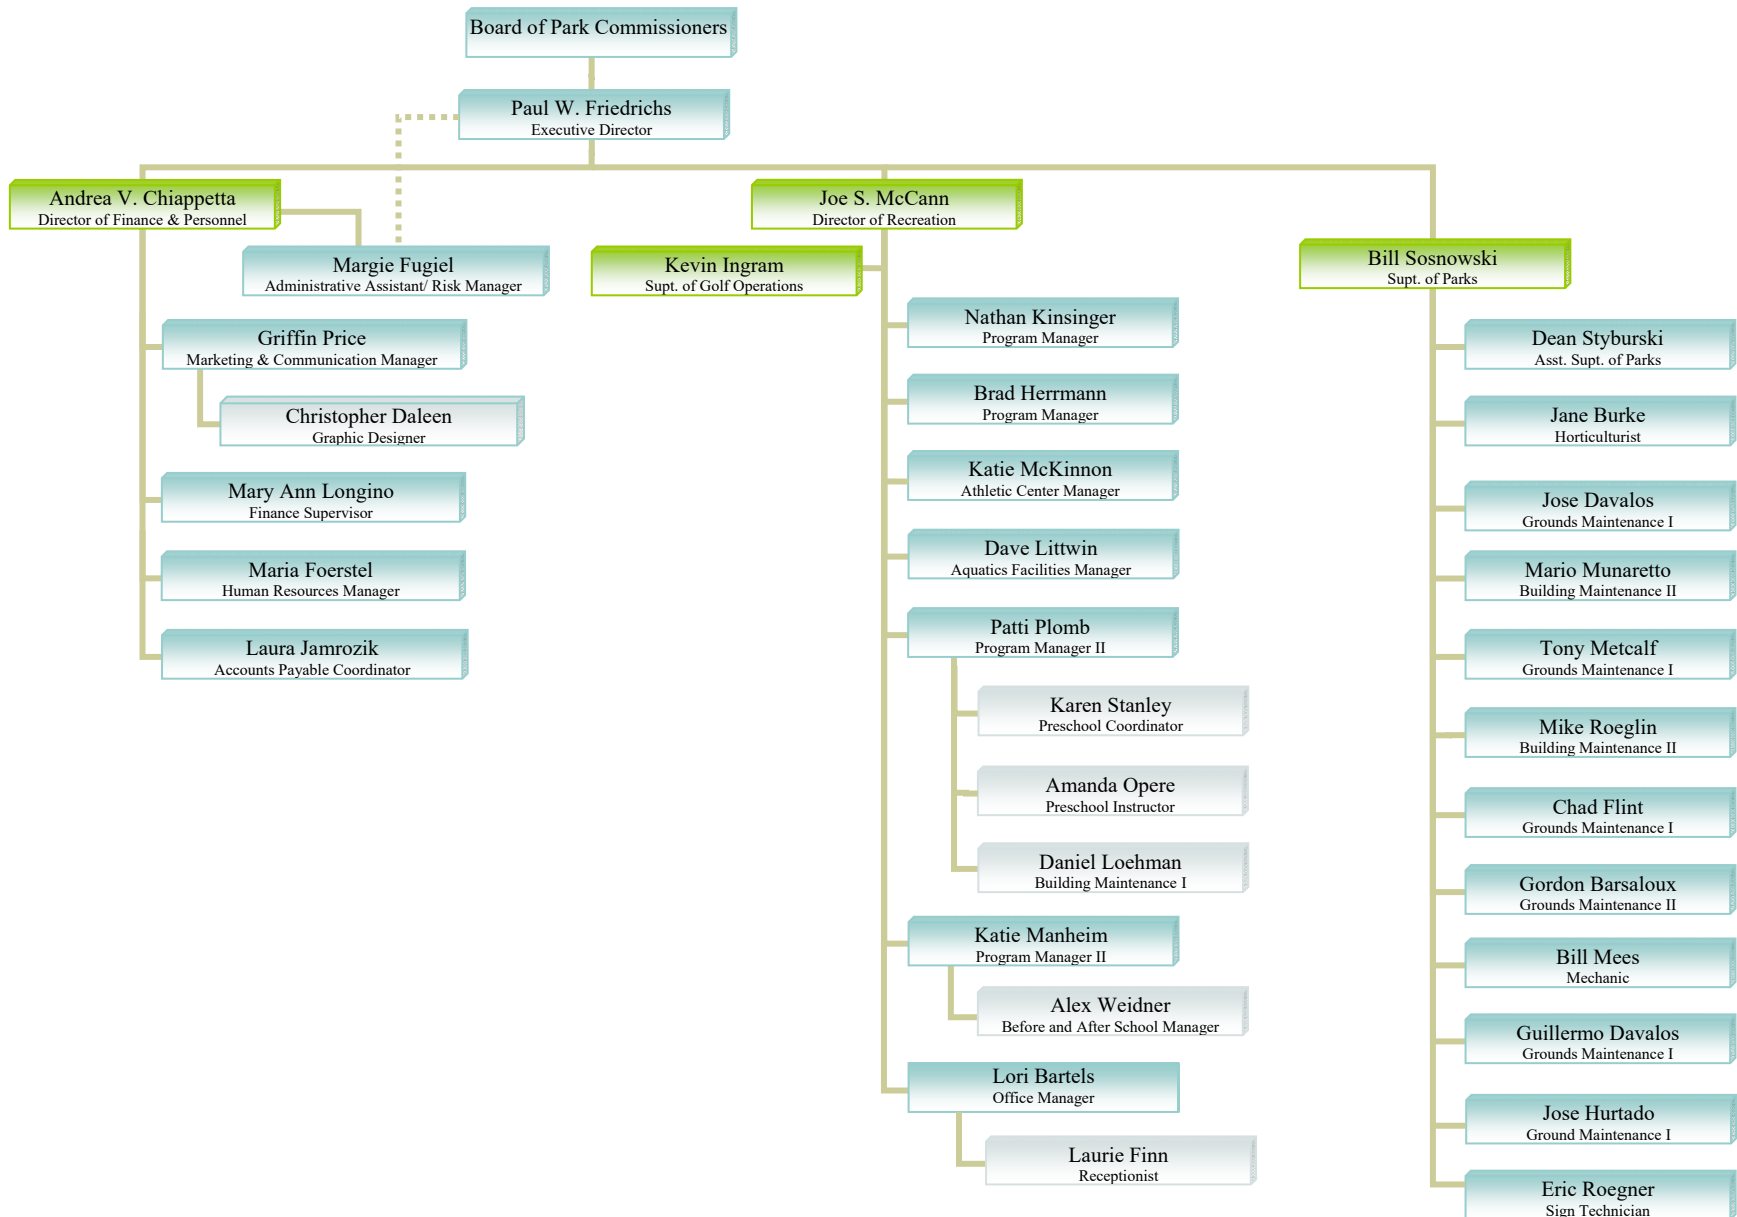 Board of Park Commissioners
Paul W. Friedrichs
Executive Director
Andrea V. Chiappetta
Director of Finance & Personnel
Margie Fugiel
Administrative Assistant/ Risk Manager
Griffin Price
Marketing & Communication Manager
Christopher Daleen
Graphic Designer
Mary Ann Longino
Finance Supervisor
Maria Foerstel
Human Resources Manager
Laura Jamrozik
Accounts Payable Coordinator
Joe S. McCann
Director of Recreation
Kevin Ingram
Supt. of Golf Operations
Nathan Kinsinger
Program Manager
Brad Herrmann
Program Manager
Katie McKinnon
Athletic Center Manager
Dave Littwin
Aquatics Facilities Manager
Patti Plomb
Program Manager II
Karen Stanley
Preschool Coordinator
Amanda Opere
Preschool Instructor
Daniel Loehman
Building Maintenance I
Katie Manheim
Program Manager II
Alex Weidner
Before and After School Manager
Lori Bartels
Office Manager
Laurie Finn
Receptionist
Bill Sosnowski
Supt. of Parks
Dean Styburski
Asst. Supt. of Parks
Jane Burke
Horticulturist
Jose Davalos
Grounds Maintenance I
Mario Munaretto
Building Maintenance II
Tony Metcalf
Grounds Maintenance I
Mike Roeglin
Building Maintenance II
Chad Flint
Grounds Maintenance I
Gordon Barsaloux
Grounds Maintenance II
Bill Mees
Mechanic
Guillermo Davalos
Grounds Maintenance I
Jose Hurtado
Ground Maintenance I
Eric Roegner
Sign Technician